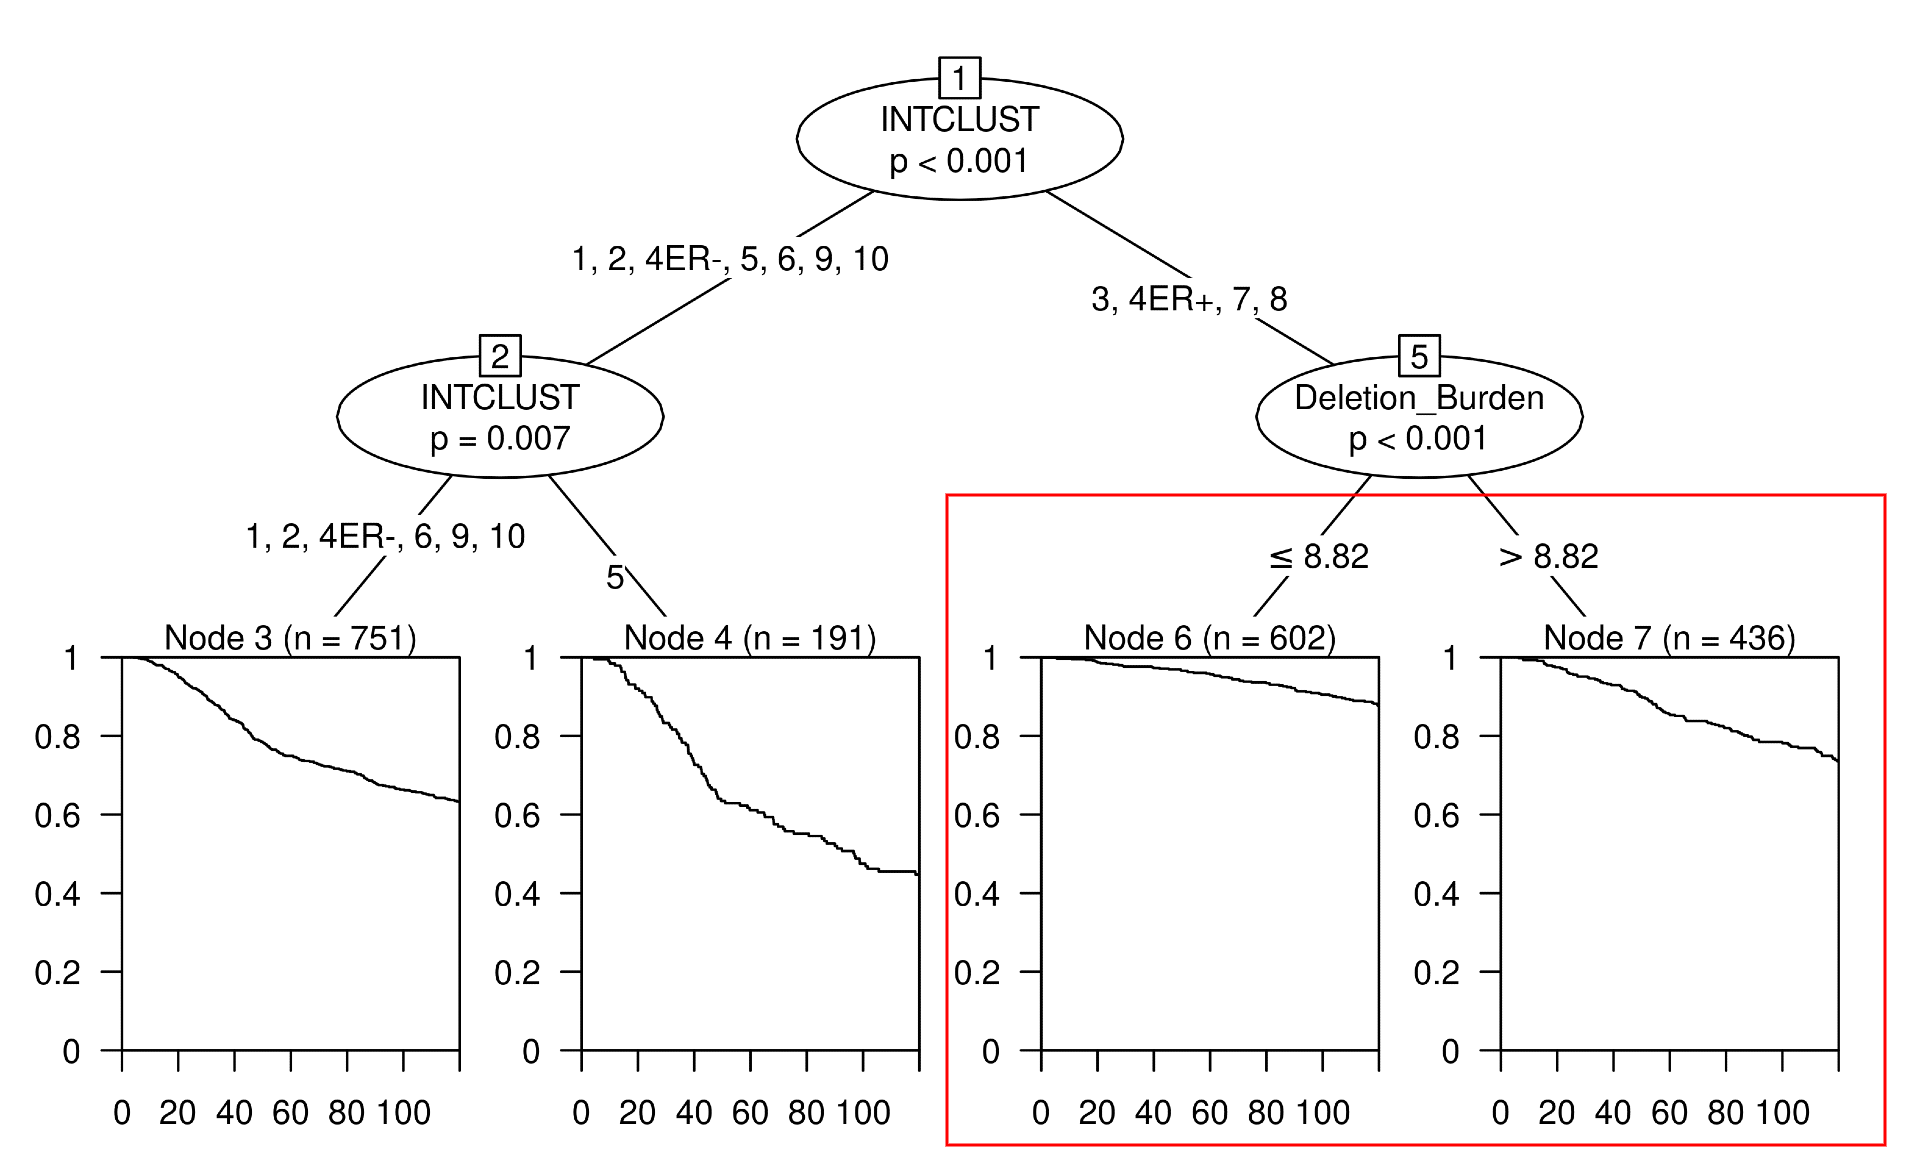 1
INTCLUST
p < 0.001
1, 2, 4ER-, 5, 6, 9, 10
3, 4ER+, 7, 8
2
INTCLUST
p = 0.007
5
Deletion_Burden
p < 0.001
1, 2, 4ER-, 6, 9, 10
5
≤ 8.82
> 8.82
Node 3 (n = 751)
1
0.8
0.6
0.4
0.2
0
0 20 40 60 80 100
Node 4 (n = 191)
1
0.8
0.6
0.4
0.2
0
0 20 40 60 80 100
Node 6 (n = 602)
1
0.8
0.6
0.4
0.2
0
0 20 40 60 80 100
Node 7 (n = 436)
1
0.8
0.6
0.4
0.2
0
0 20 40 60 80 100